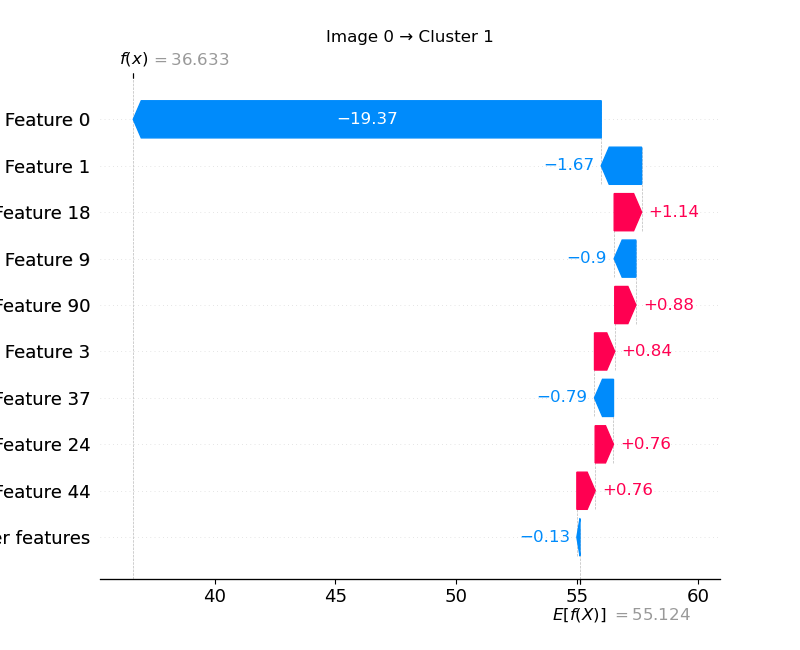 Image 0 → Cluster 1
f(x) = 36.633
Feature 0 −19.37
Feature 1 −1.67
Feature 18 +1.14
Feature 9 −0.9
Feature 90 +0.88
Feature 3 +0.84
Feature 37 −0.79
Feature 24 +0.76
Feature 44 +0.76
features −0.13
40 45 50 55 60
E[f(X)] = 55.124